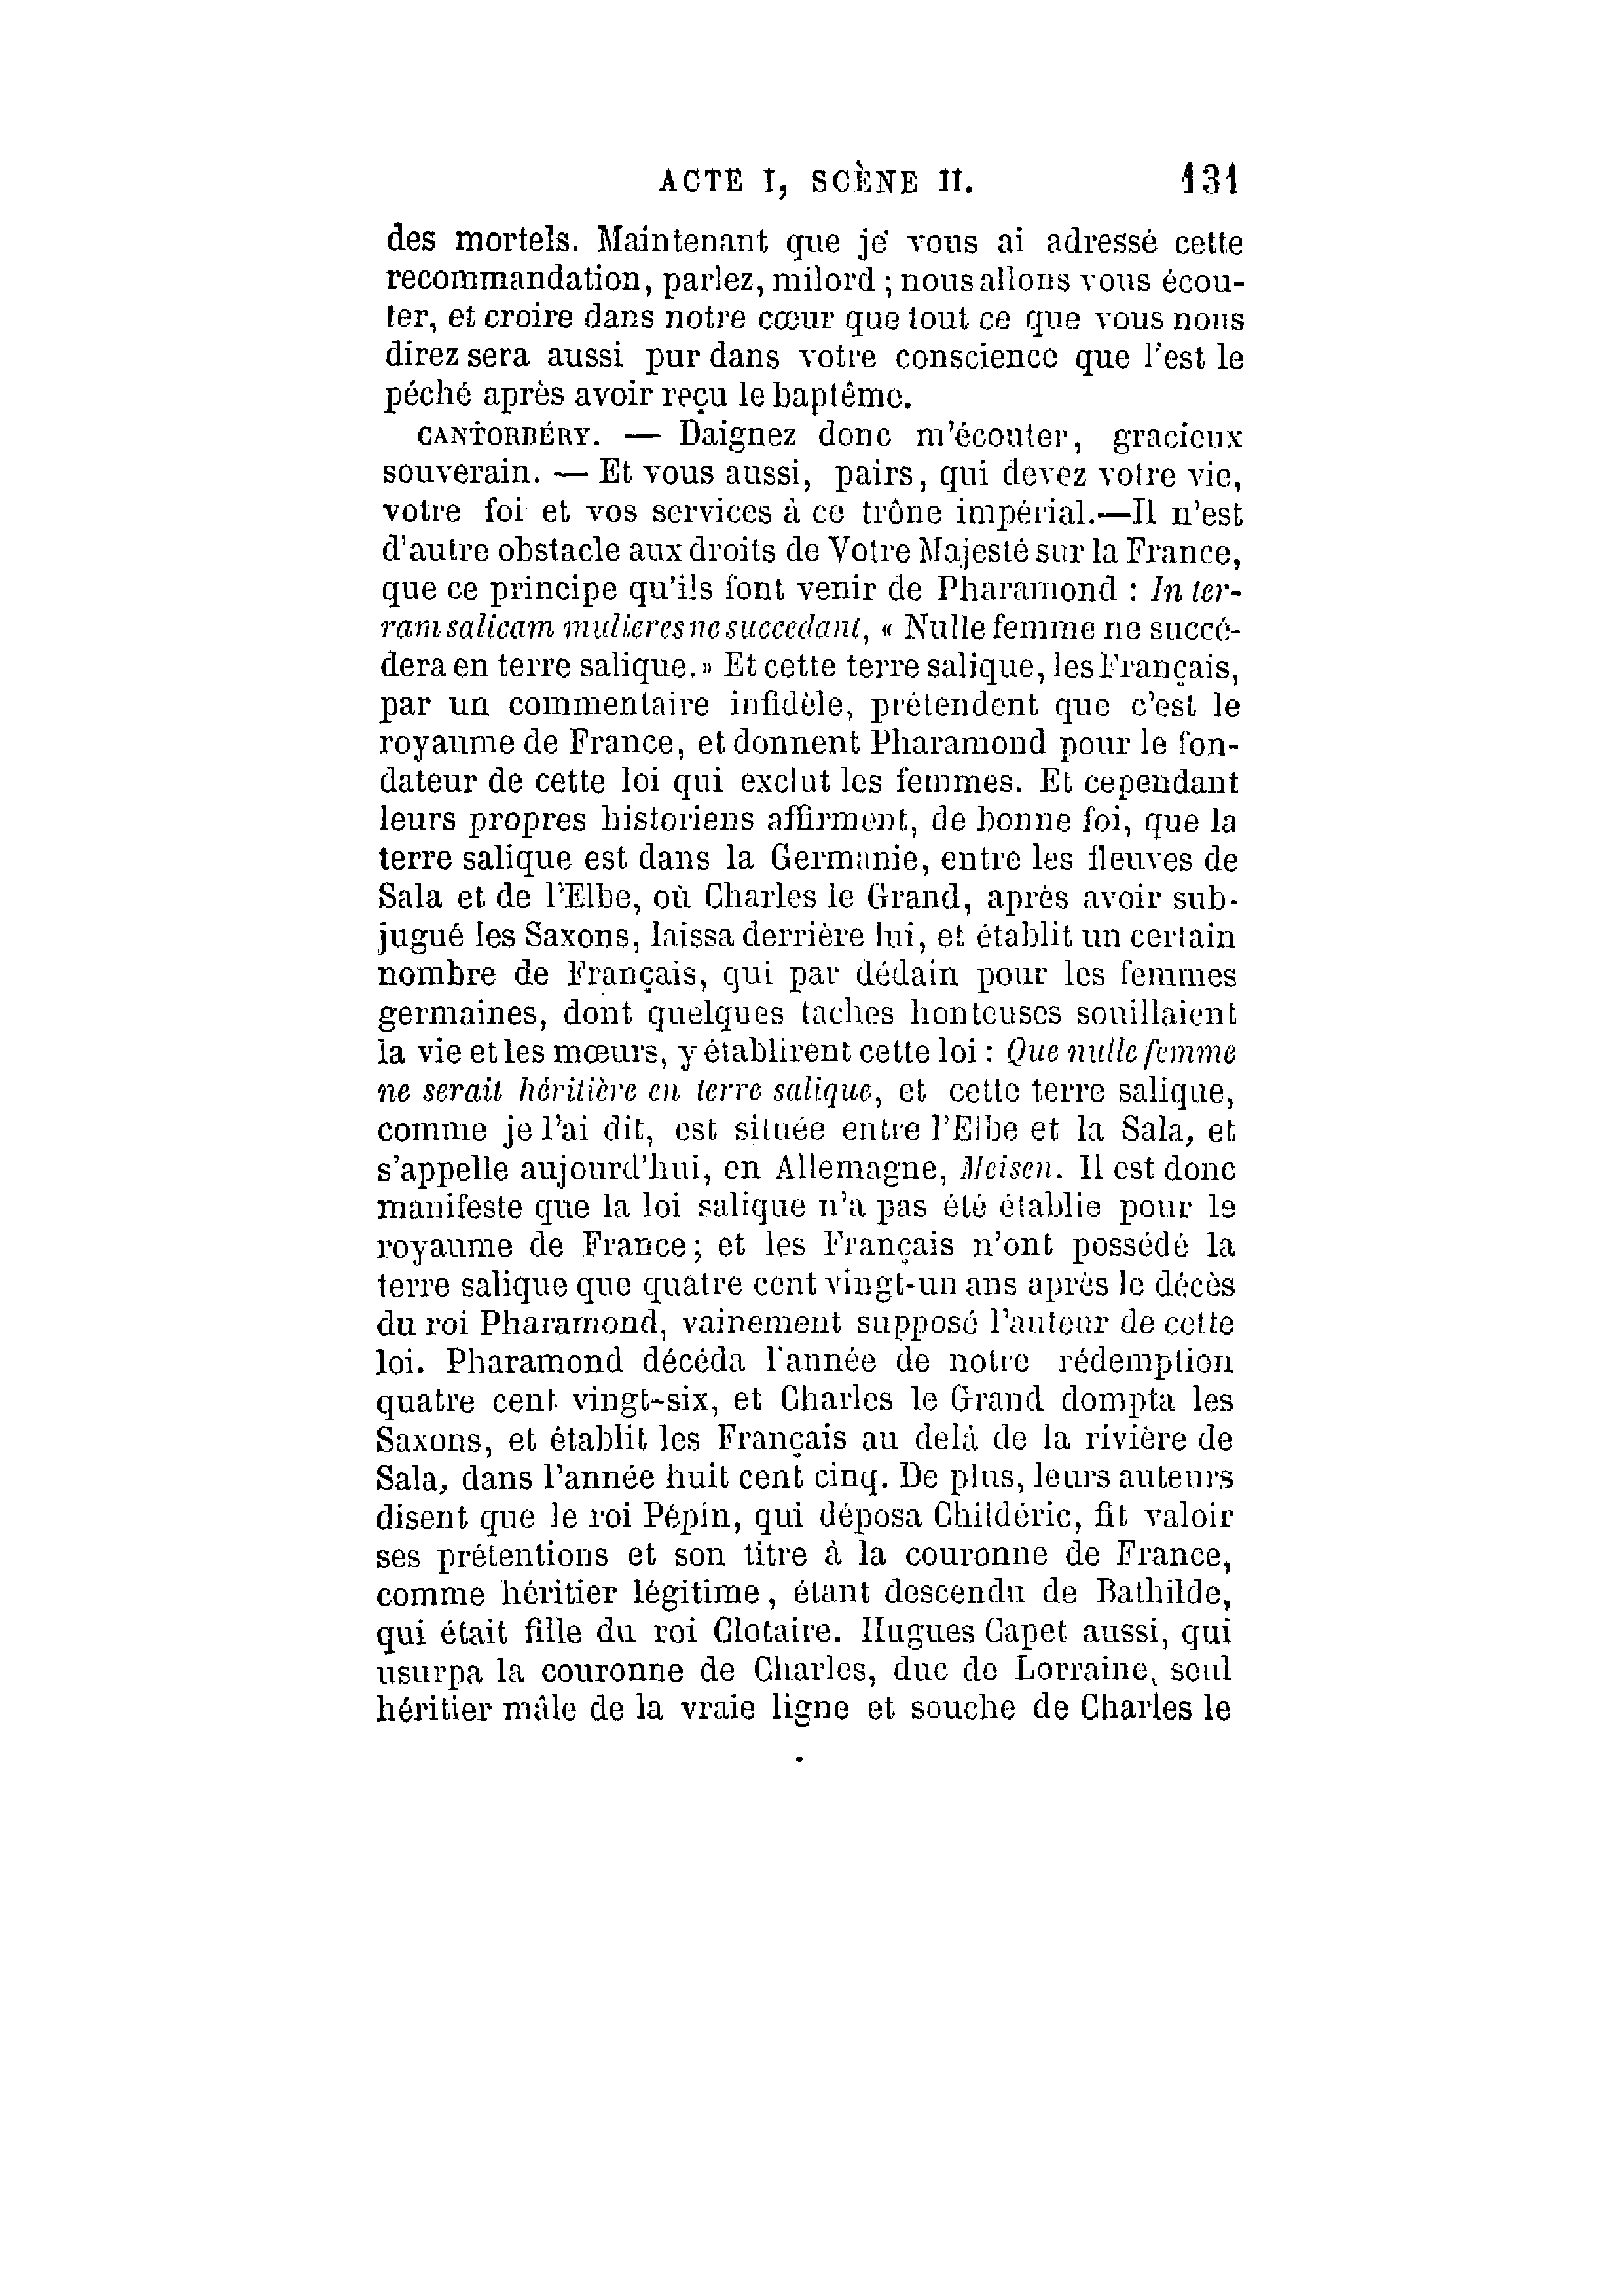 ACTE I, SCÈNE II. 131
des mortels. Maintenant que je vous ai adressé cette
recommandation, parlez, milord ; nous allons vous écou-
ter, et croire dans notre cœur que tout ce que vous nous
direz sera aussi pur dans votre conscience que l'est le
péché après avoir reçu le baptême.
CANTORBÉRY. — Daignez donc m'écouter, gracieux
souverain. — Et vous aussi, pairs, qui devez votre vie,
votre foi et vos services à ce trône impérial.—Il n'est
d'autre obstacle aux droits de Votre Majesté sur la France,
que ce principe qu'ils font venir de Pharamond : In ter-
ram salicam mulieres ne succedant, « Nulle femme ne succé-
dera en terre salique.» Et cette terre salique, les Français,
par un commentaire infidèle, prétendent que c'est le
royaume de France, et donnent Pharamond pour le fon-
dateur de cette loi qui exclut les femmes. Et cependant
leurs propres historiens affirment, de bonne foi, que la
terre salique est dans la Germanie, entre les fleuves de
Sala et de l'Elbe, où Charles le Grand, après avoir sub-
jugué les Saxons, laissa derrière lui, et établit un certain
nombre de Français, qui par dédain pour les femmes
germaines, dont quelques taches honteuses souillaient
la vie et les mœurs, y établirent cette loi : Que nulle femme
ne serait héritière en terre salique, et cette terre salique,
comme je l'ai dit, est située entre l'Elbe et la Sala, et
s'appelle aujourd'hui, en Allemagne, Meisen. Il est donc
manifeste que la loi salique n'a pas été établie pour le
royaume de France; et les Français n'ont possédé la
terre salique que quatre cent vingt-un ans après le décès
du roi Pharamond, vainement supposé l'auteur de cette
loi. Pharamond décéda l'année de notre rédemption
quatre cent vingt-six, et Charles le Grand dompta les
Saxons, et établit les Français au delà de la rivière de
Sala, dans l'année huit cent cinq. De plus, leurs auteurs
disent que le roi Pépin, qui déposa Childéric, fit valoir
ses prétentions et son titre à la couronne de France,
comme héritier légitime, étant descendu de Bathilde,
qui était fille du roi Clotaire. Hugues Capet aussi, qui
usurpa la couronne de Charles, duc de Lorraine, seul
héritier mâle de la vraie ligne et souche de Charles le